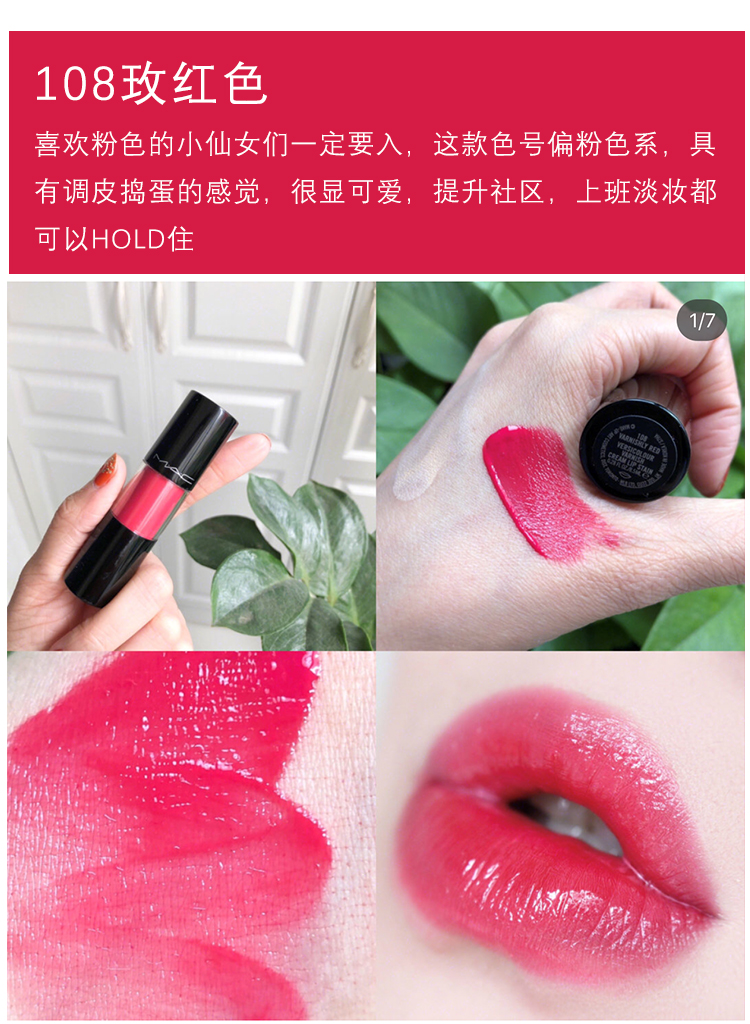 108玫红色
喜欢粉色的小仙女们一定要入，这款色号偏粉色系，具
有调皮捣蛋的感觉，很显可爱，提升社区，上班淡妆都
可以HOLD住
MAC
1/7
108
VARNISHLY RED
VERSICOLOUR
VARNISH
CREAM LIP STAIN